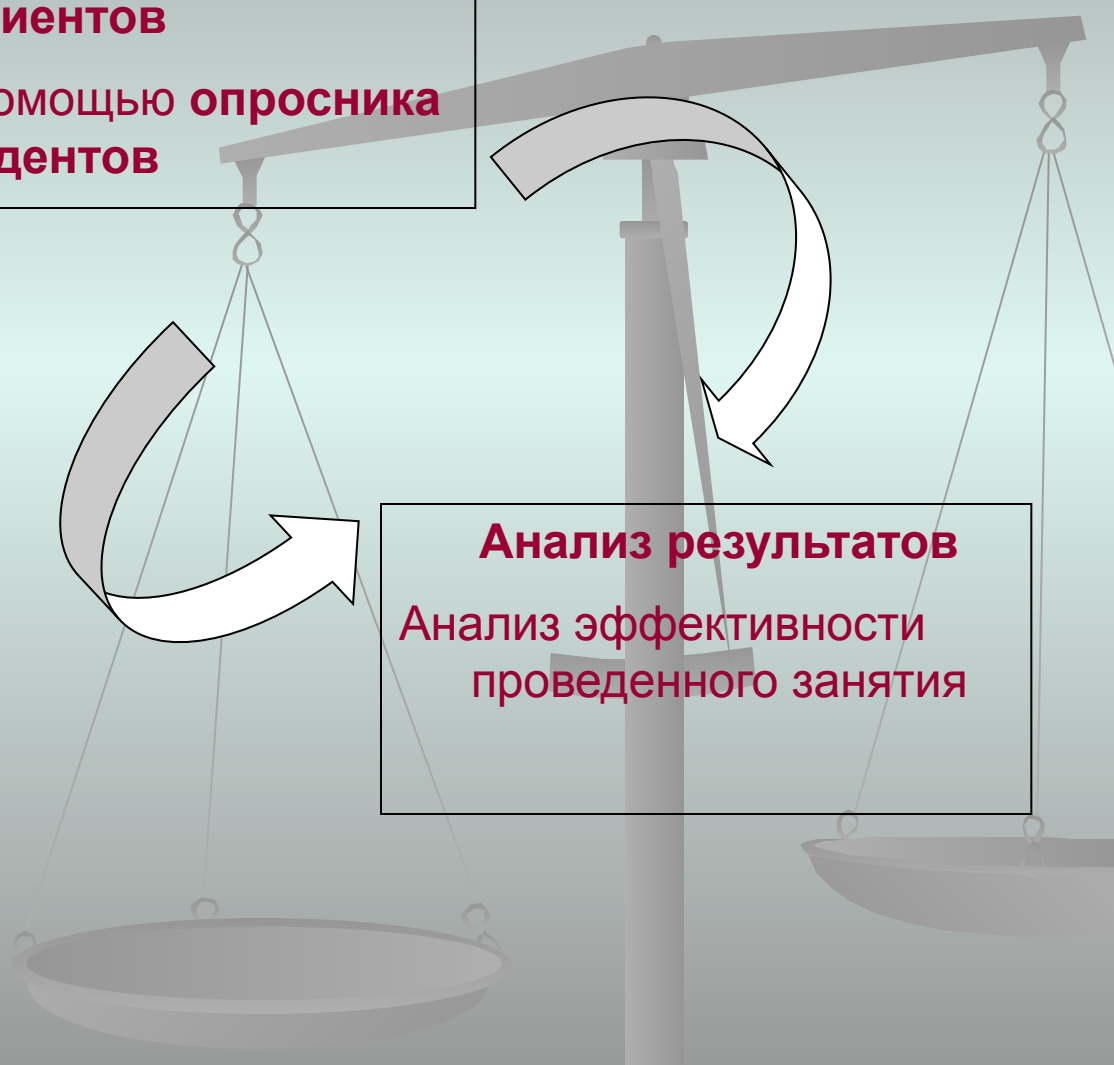 иентов
омощью опросника
дентов
Анализ результатов
Анализ эффективности
проведенного занятия